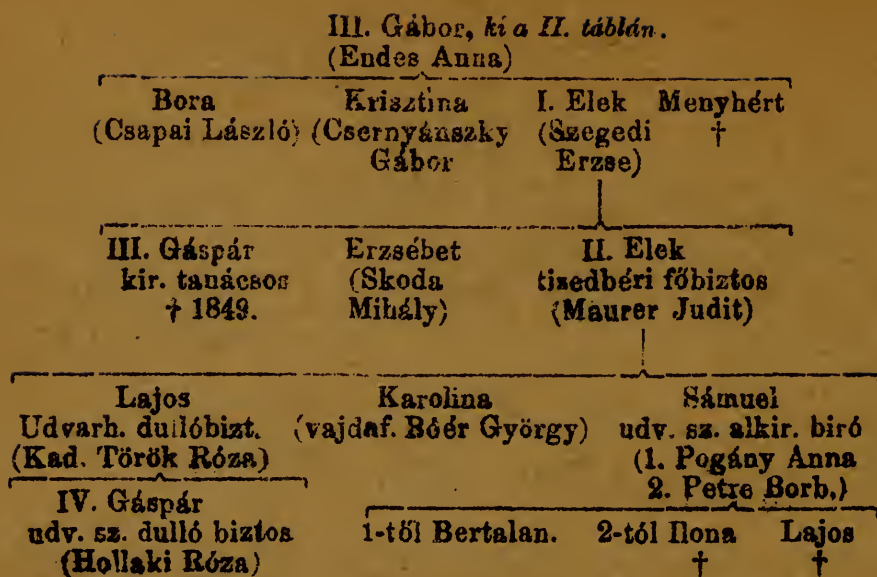 III. Gábor, ki a II. táblán.
(Endes Anna)
Bora Krisztina I. Elek Menyhért
(Csapai László) (Csernyánszky (Szegedi †
Gábor Erzse)
III. Gáspár Erzsébet II. Elek
kir. tanácsos (Skoda tizedbéri főbiztos
† 1849. Mihály) (Maurer Judit)
Lajos Karolina Sámuel
Udvarh. dullóbizt. (vajdaf. Bóér György) udv. sz. alkir. biró
(Kad. Török Róza) (1. Pogány Anna
2. Petre Borb.)
IV. Gáspár
udv. sz. dulló biztos 1-től Bertalan. 2-tól Ilona Lajos
(Hollaki Róza) † †